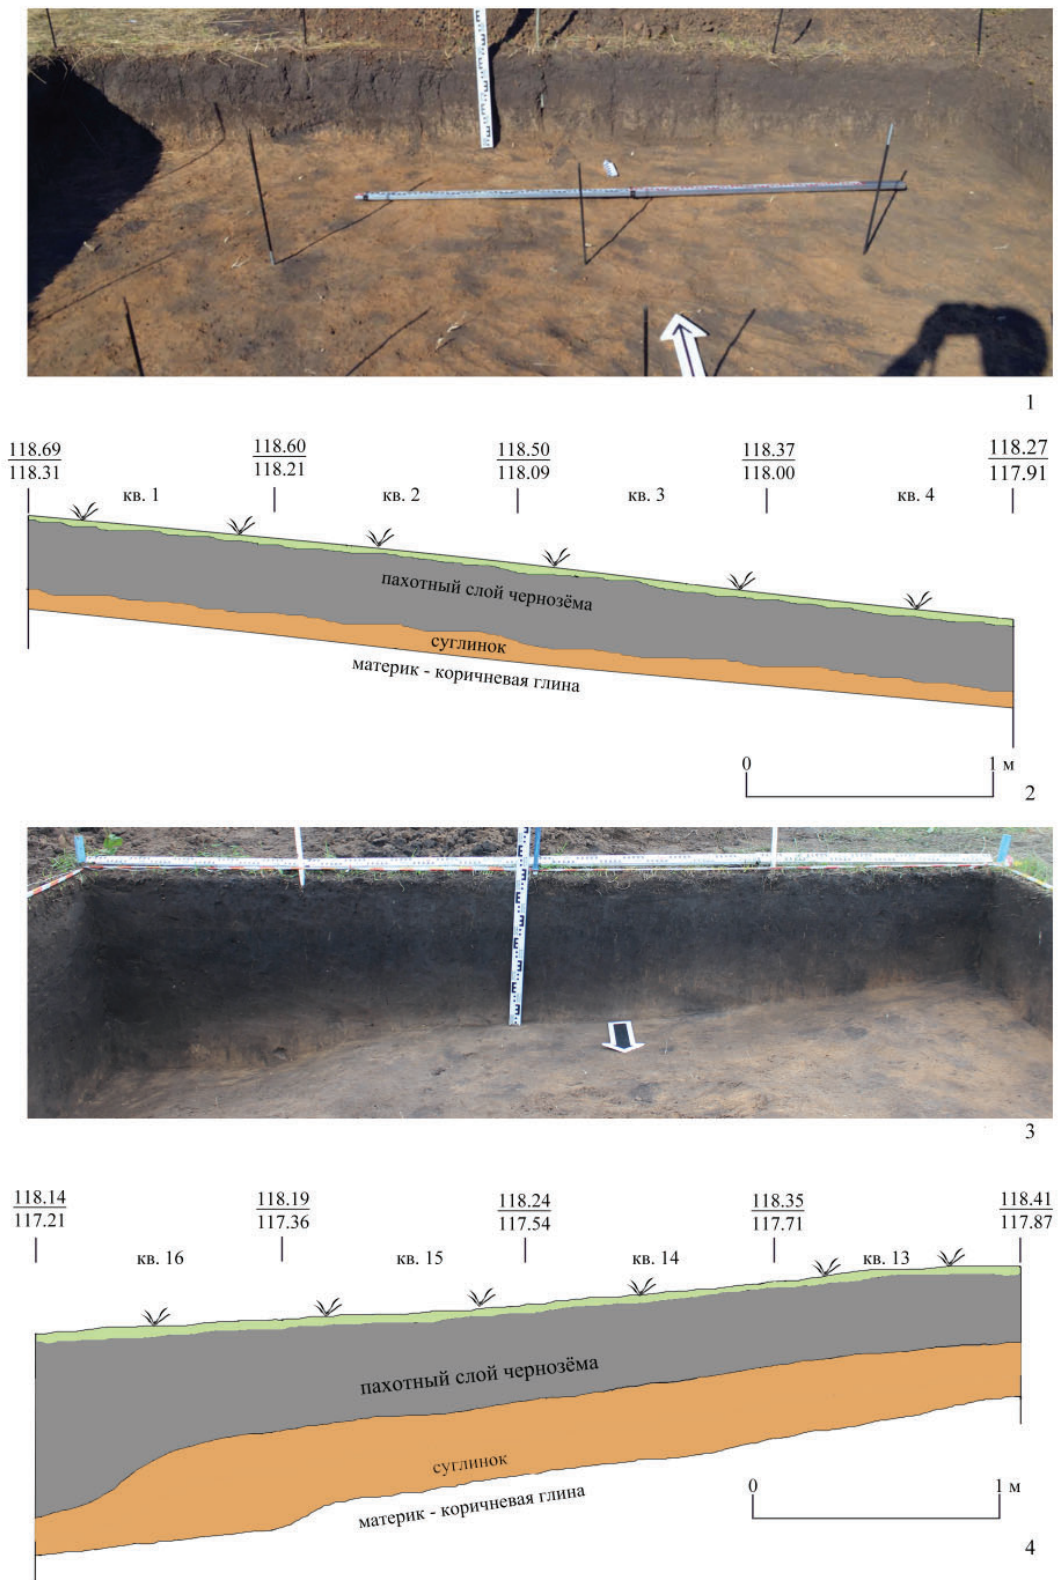 1
118.69 118.60 118.50 118.37 118.27
118.31 118.21 118.09 118.00 117.91
кв. 1 кв. 2 кв. 3 кв. 4
пахотный слой чернозёма
суглинок
материк - коричневая глина
0 1 м
2
3
118.14 118.19 118.24 118.35 118.41
117.21 117.36 117.54 117.71 117.87
кв. 16 кв. 15 кв. 14 кв. 13
пахотный слой чернозёма
суглинок
материк - коричневая глина
0 1 м
4